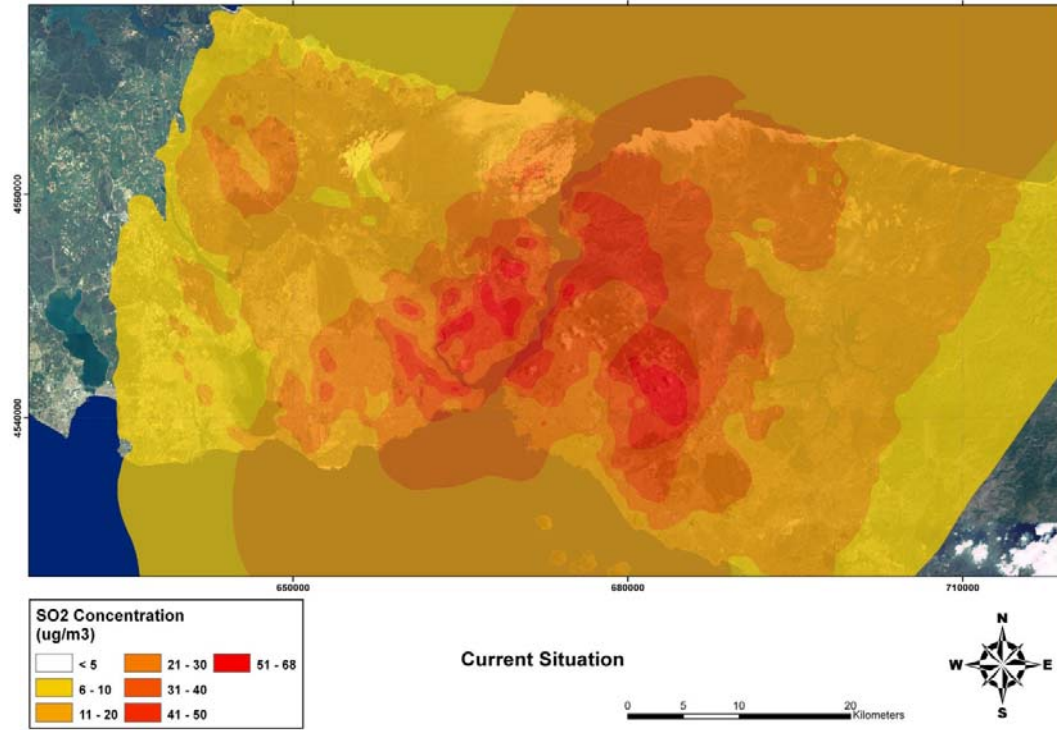 4560000
4540000
650000
680000
710000
SO2 Concentration
(ug/m3)
< 5
21 - 30
51 - 68
6 - 10
31 - 40
11 - 20
41 - 50
Current Situation
N
W
E
S
0
5
10
20
Kilometers